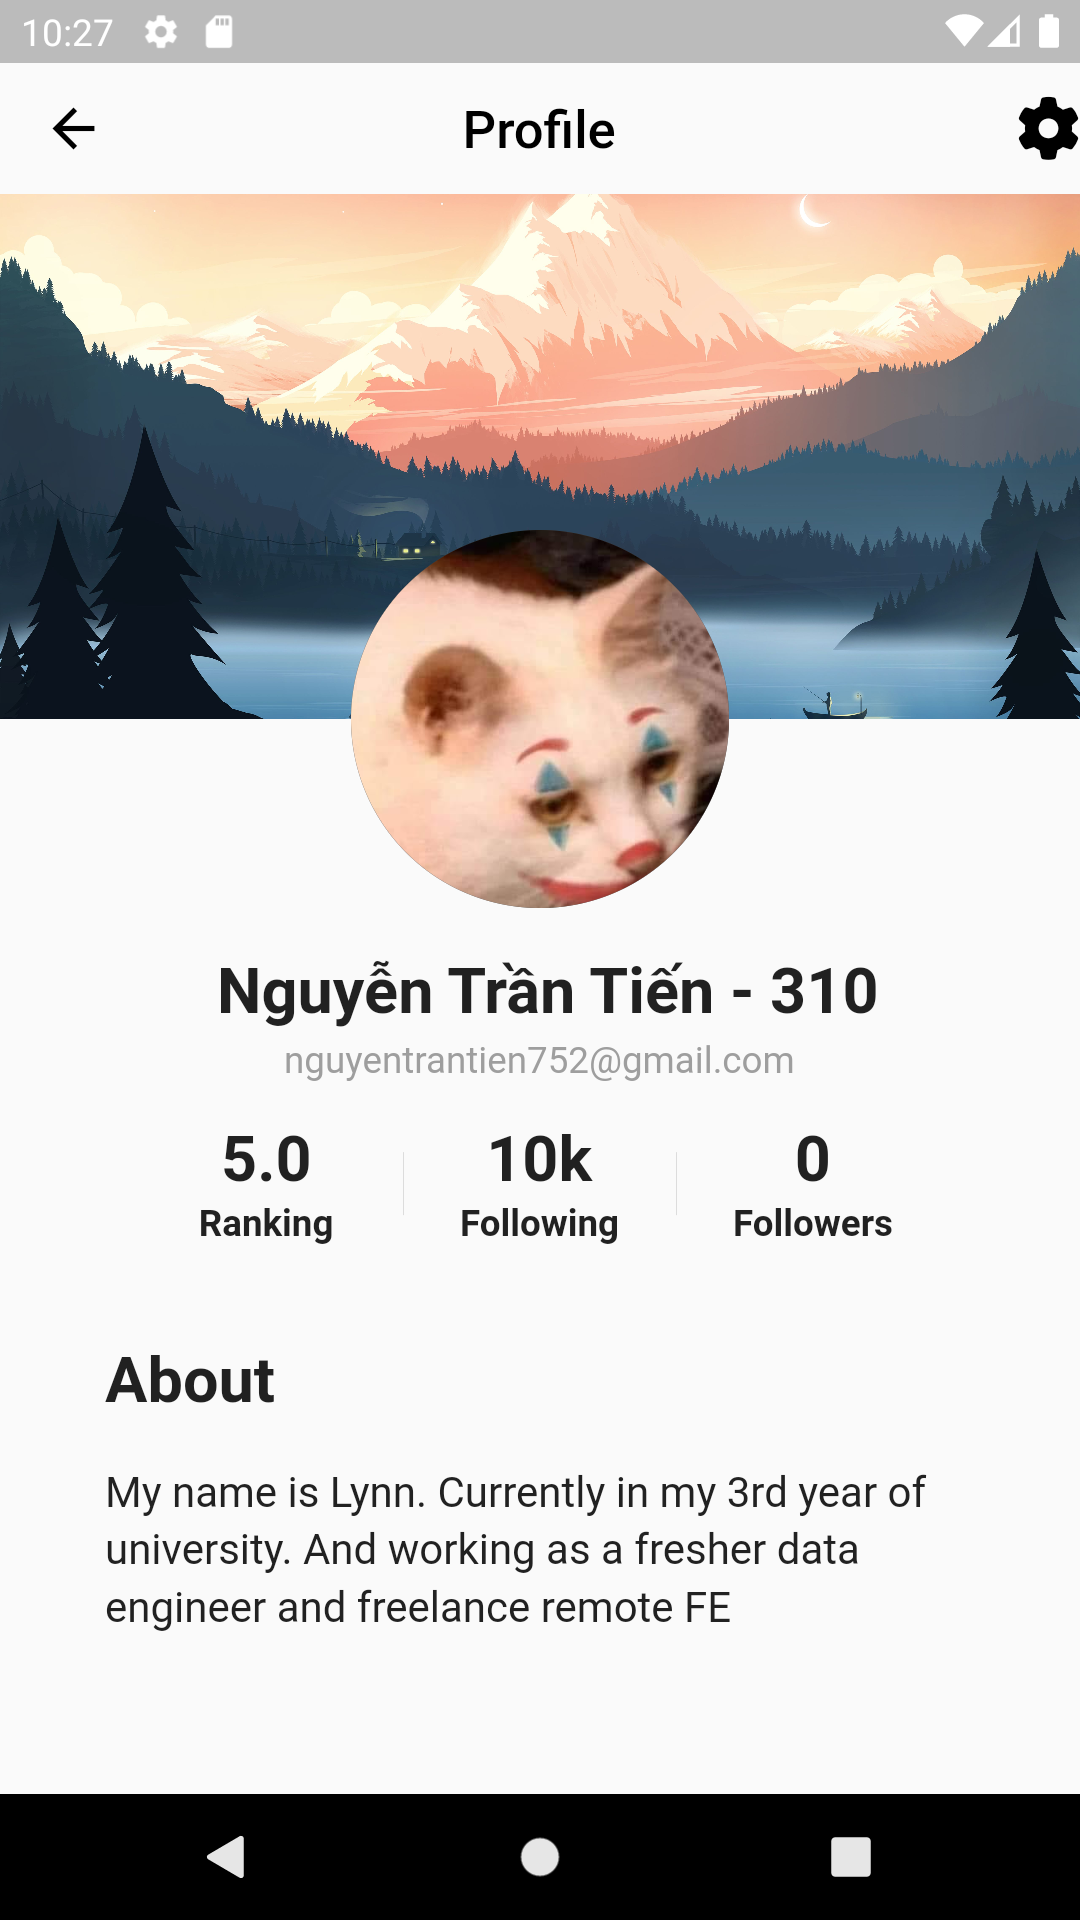 10:27
Profile
Nguyễn Trần Tiến - 310
nguyentrantien752@gmail.com
5.0 10k 0
Ranking Following Followers
About
My name is Lynn. Currently in my 3rd year of
university. And working as a fresher data
engineer and freelance remote FE